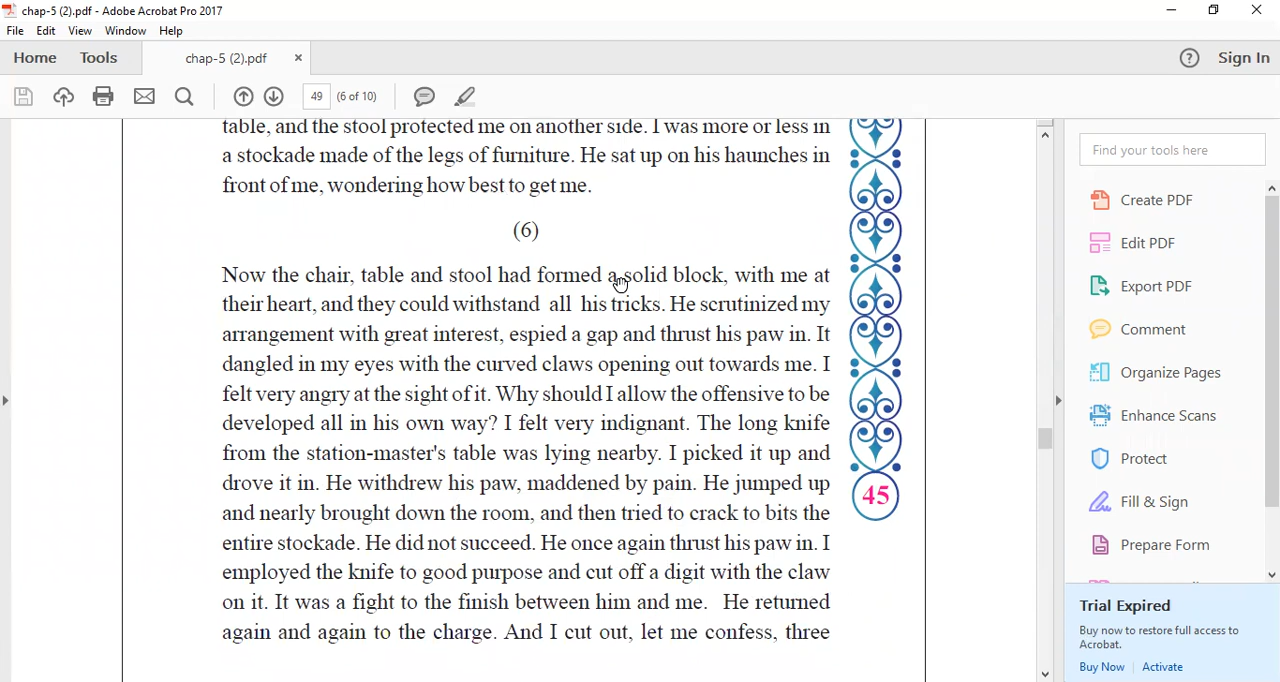 chap-5 (2).pdf - Adobe Acrobat Pro 2017
File Edit View Window Help
Home Tools chap-5 (2).pdf × ? Sign In
49 (6 of 10)
table, and the stool protected me on another side. I was more or less in
a stockade made of the legs of furniture. He sat up on his haunches in
front of me, wondering how best to get me.
(6)
Now the chair, table and stool had formed a solid block, with me at
their heart, and they could withstand all his tricks. He scrutinized my
arrangement with great interest, espied a gap and thrust his paw in. It
dangled in my eyes with the curved claws opening out towards me. I
felt very angry at the sight of it. Why should I allow the offensive to be
developed all in his own way? I felt very indignant. The long knife
from the station-master's table was lying nearby. I picked it up and
drove it in. He withdrew his paw, maddened by pain. He jumped up
and nearly brought down the room, and then tried to crack to bits the
entire stockade. He did not succeed. He once again thrust his paw in. I
employed the knife to good purpose and cut off a digit with the claw
on it. It was a fight to the finish between him and me. He returned
again and again to the charge. And I cut out, let me confess, three
45
Find your tools here
Create PDF
Edit PDF
Export PDF
Comment
Organize Pages
Enhance Scans
Protect
Fill & Sign
Prepare Form
Trial Expired
Buy now to restore full access to
Acrobat.
Buy Now Activate